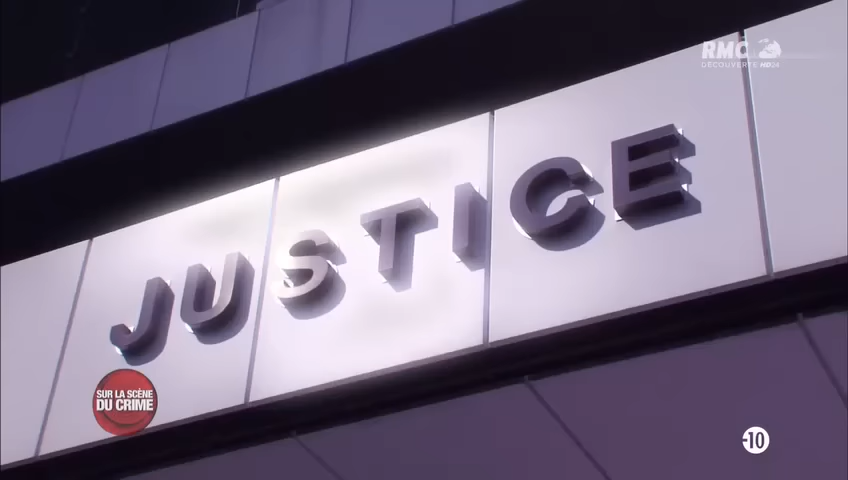 RMC
DÉCOUVERTE HD24
JUSTICE
SUR LA SCÈNE
DU CRIME
-10